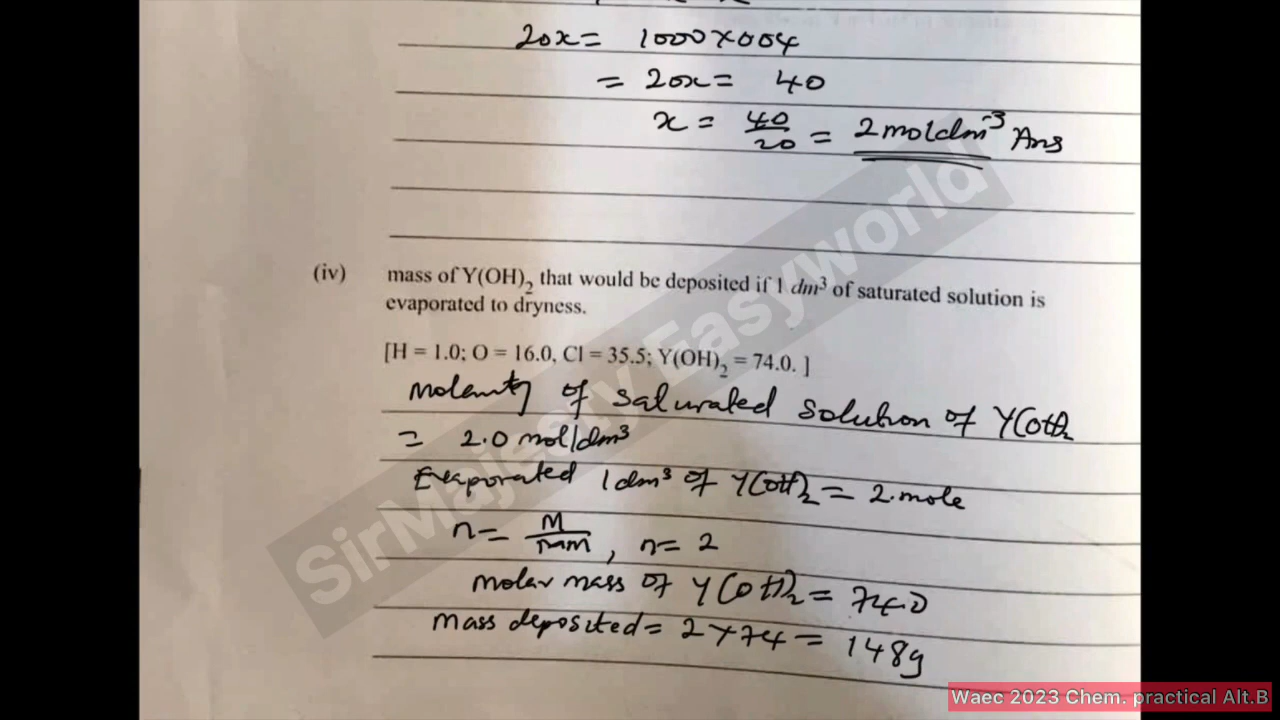 20x = 1000 x 004
= 20x = 40
x = 40/20 = 2 moldm⁻³ Ans
(iv) mass of Y(OH)₂ that would be deposited if 1 dm³ of saturated solution is
evaporated to dryness.
[H = 1.0; O = 16.0, Cl = 35.5; Y(OH)₂ = 74.0. ]
Molarity of saturated solution of Y(OH)₂
= 2.0 mol/dm³
Evaporated 1dm³ of Y(OH)₂ = 2.mole
n = M/mm, n = 2
molar mass of Y(OH)₂ = 74.0
mass deposited = 2 x 74 = 148g
SirMajesty Easyworld
Waec 2023 Chem. practical Alt.B